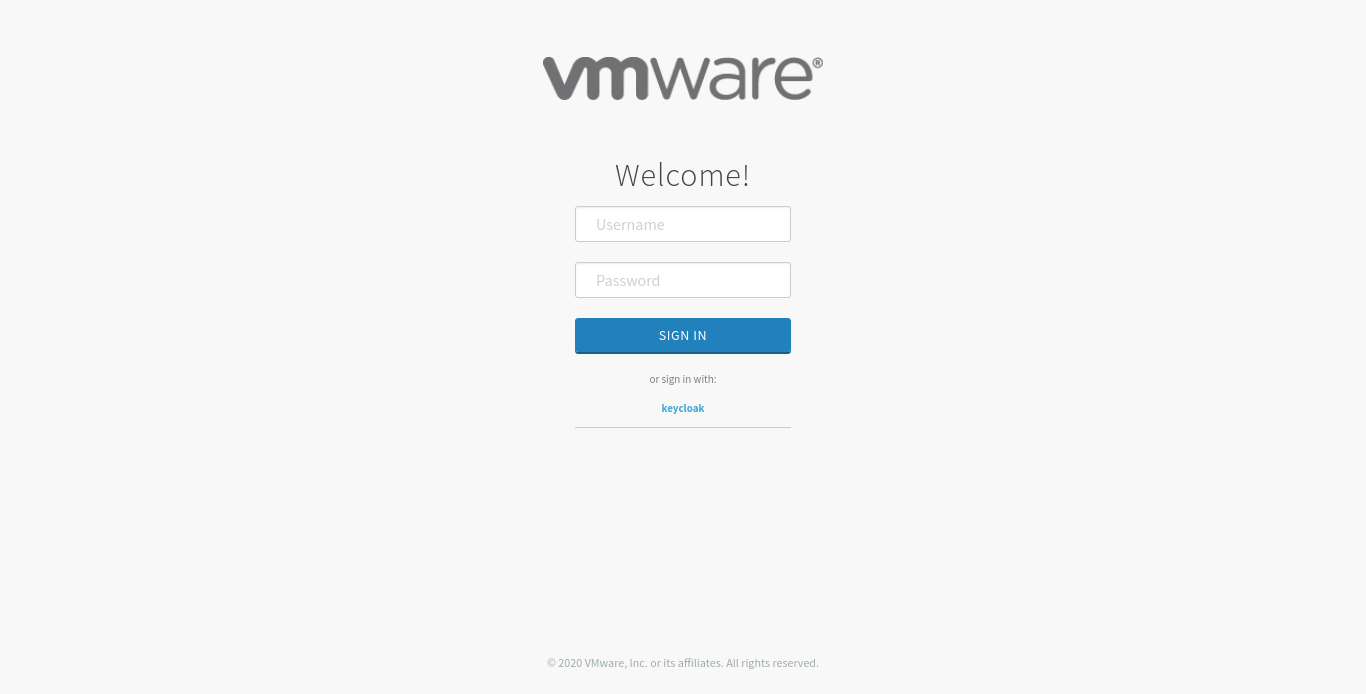 vmware®
Welcome!
Username
Password
SIGN IN
or sign in with:
keycloak
© 2020 VMware, Inc. or its affiliates. All rights reserved.